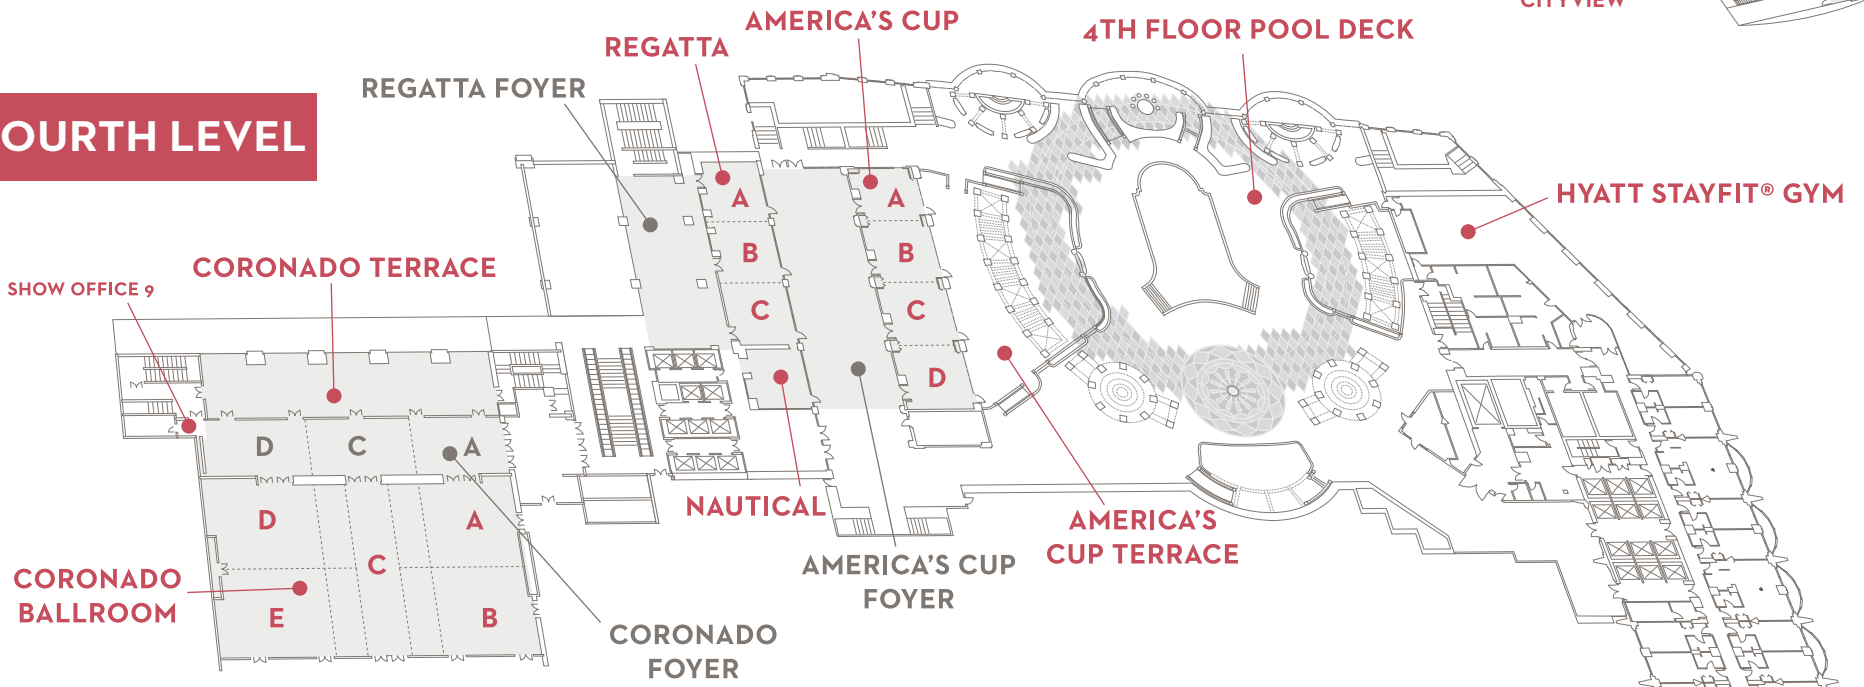 CITYVIEW
AMERICA'S CUP
4TH FLOOR POOL DECK
REGATTA
REGATTA FOYER
OURTH LEVEL
HYATT STAYFIT® GYM
A
A
B
B
CORONADO TERRACE
SHOW OFFICE 9
C
C
D
D
C
A
NAUTICAL
D
A
AMERICA'S
CUP TERRACE
C
AMERICA'S CUP
FOYER
CORONADO
BALLROOM
E
B
CORONADO
FOYER